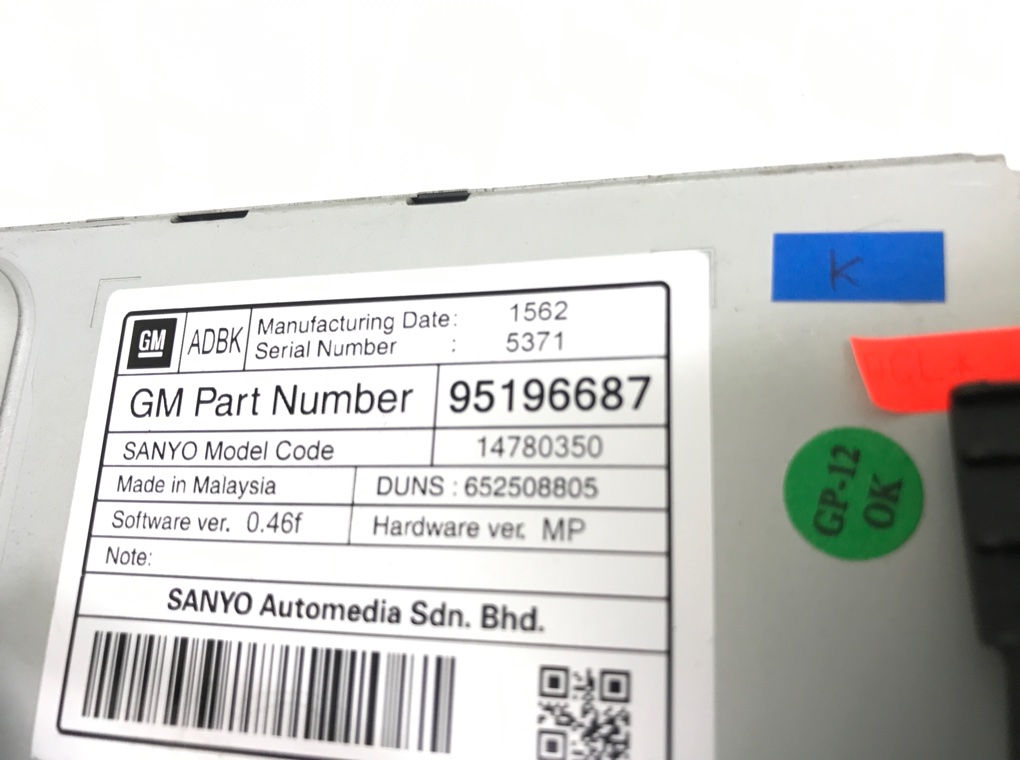 GM
ADBK
Manufacturing Date: 1562
Serial Number : 5371
GM Part Number 95196687
SANYO Model Code 14780350
Made in Malaysia DUNS : 652508805
Software ver. 0.46f Hardware ver. MP
Note:
SANYO Automedia Sdn. Bhd.
K
GP-12
OK